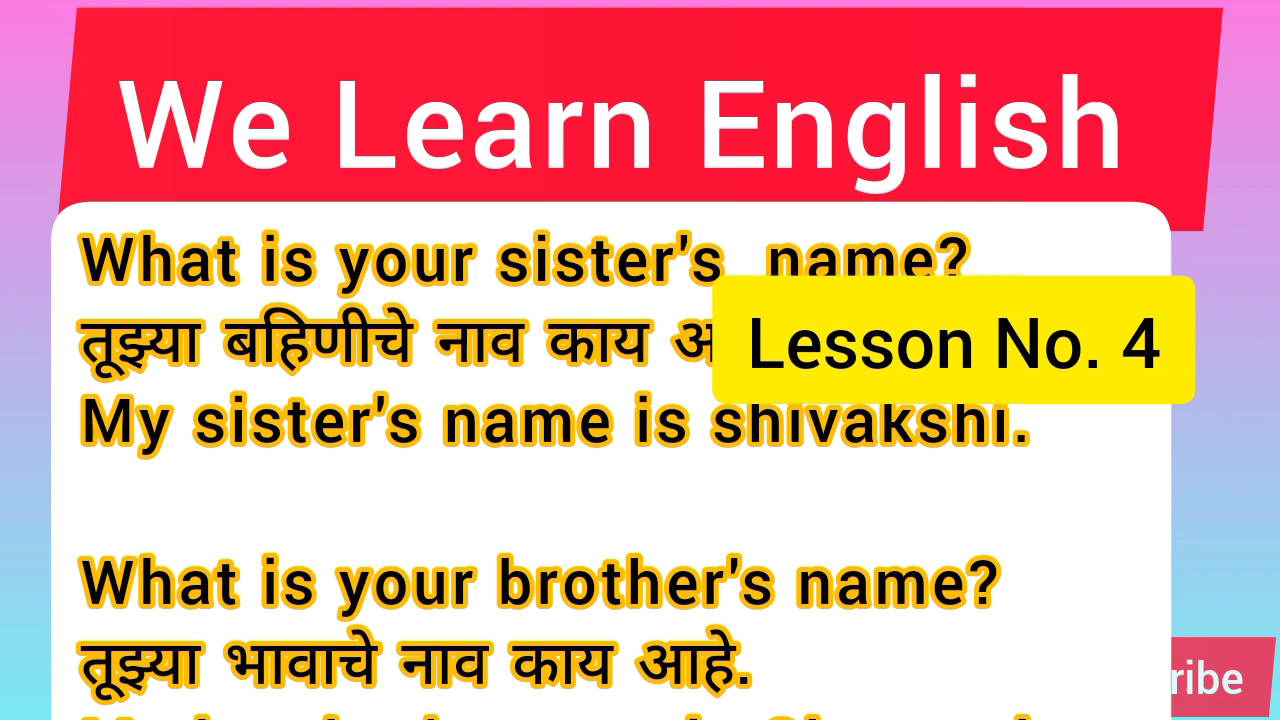 We Learn English
What is your sister's name?
तूझ्या बहिणीचे नाव काय
Lesson No. 4
My sister's name is shivakshi.
What is your brother's name?
तूझ्या भावाचे नाव काय आहे.